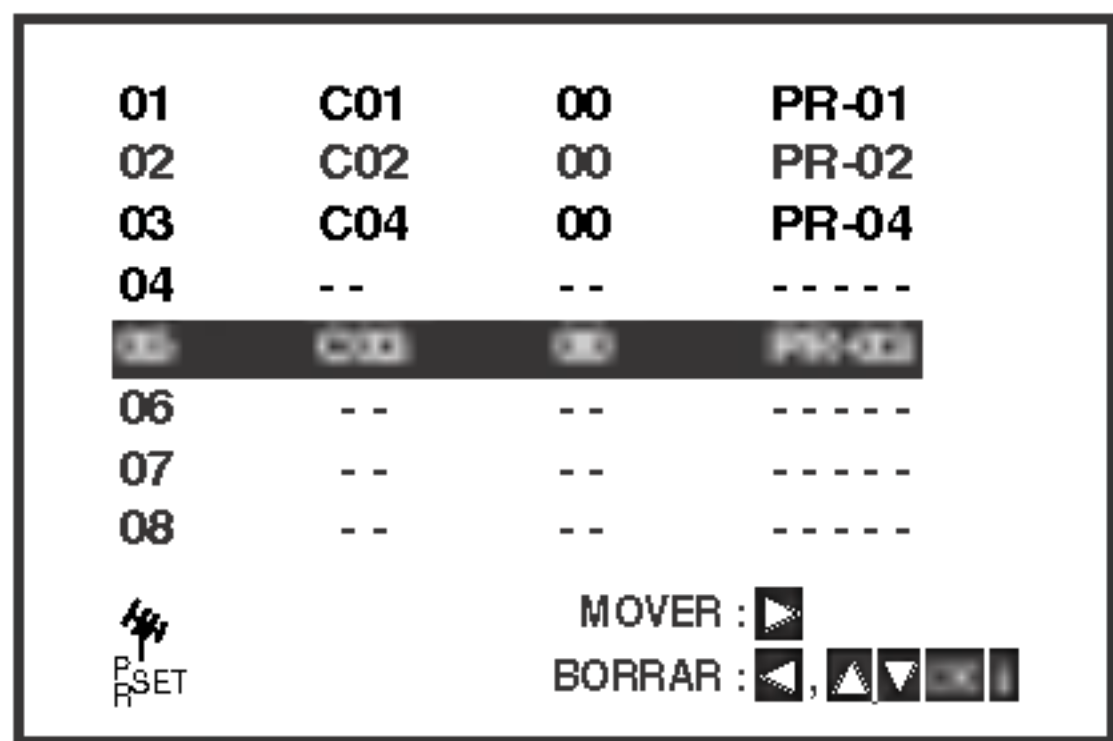 01 C01 00 PR-01
02 C02 00 PR-02
03 C04 00 PR-04
04 - - - - - - - - -
06 - - - - - - - - -
07 - - - - - - - - -
08 - - - - - - - - -
MOVER :
BORRAR : ,
PR SET